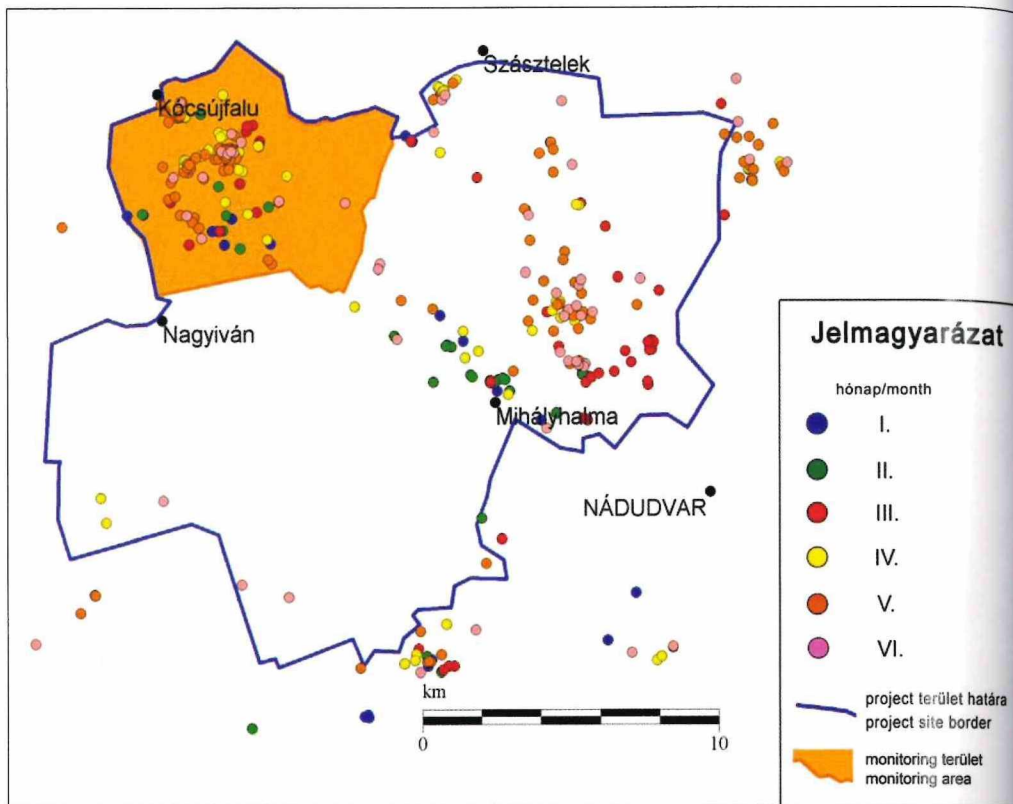 Szásztelek
Kócsújfalu
Nagyiván
Mihályhalma
NÁDUDVAR
km
0
10
Jelmagyarázat
hónap/month
I.
II.
III.
IV.
V.
VI.
project terület határa
project site border
monitoring terület
monitoring area